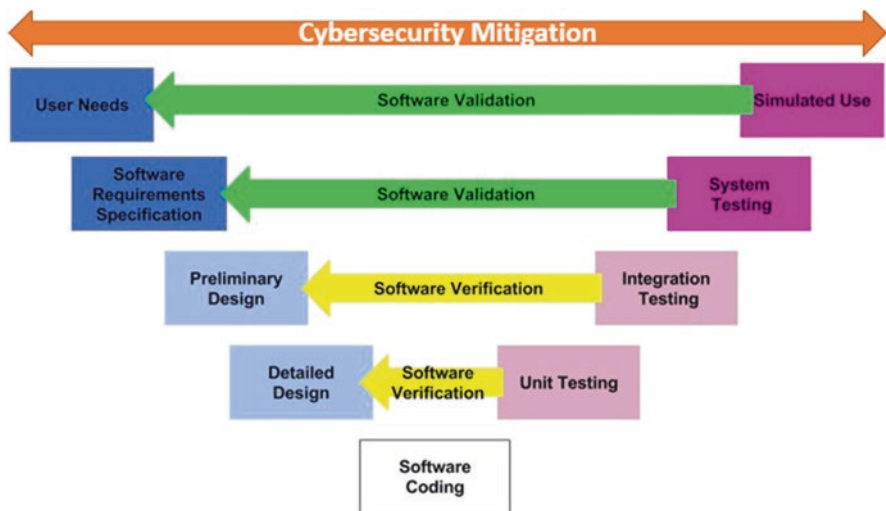 Cybersecurity Mitigation
User Needs
Software Validation
Simulated Use
Software
Requirements
Specification
Software Validation
System
Testing
Preliminary
Design
Software Verification
Integration
Testing
Detailed
Design
Software
Verification
Unit Testing
Software
Coding